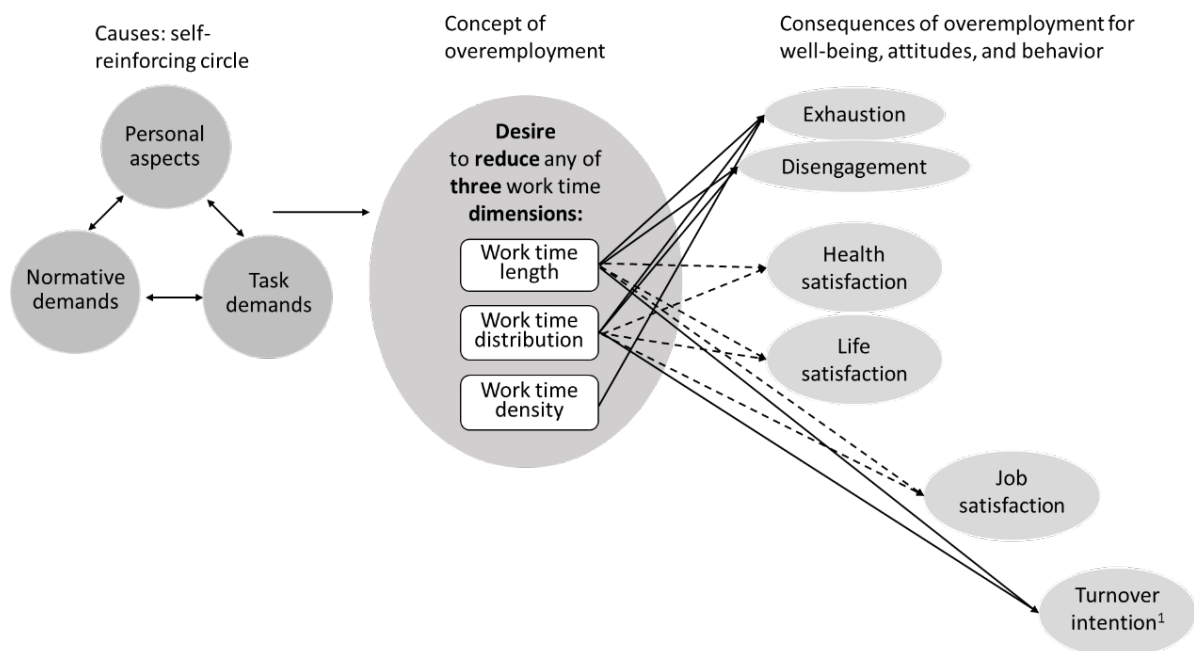 Causes: self-
reinforcing circle
Personal
aspects
Normative
demands
Task
demands
Concept of
overemployment
Desire
to reduce any of
three work time
dimensions:
Work time
length
Work time
distribution
Work time
density
Consequences of overemployment for
well-being, attitudes, and behavior
Exhaustion
Disengagement
Health
satisfaction
Life
satisfaction
Job
satisfaction
Turnover
intention¹